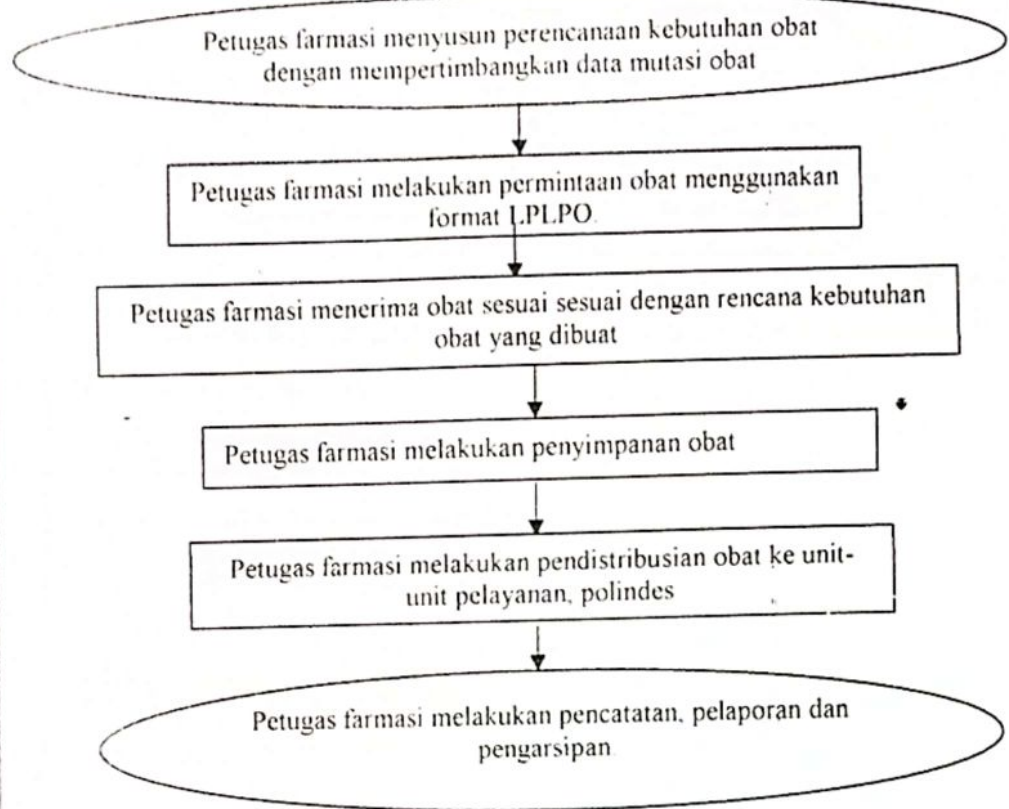 Petugas farmasi menyusun perencanaan kebutuhan obat
dengan mempertimbangkan data mutasi obat
Petugas farmasi melakukan permintaan obat menggunakan
format LPLPO
Petugas farmasi menerima obat sesuai sesuai dengan rencana kebutuhan
obat yang dibuat
Petugas farmasi melakukan penyimpanan obat
Petugas farmasi melakukan pendistribusian obat ke unit-
unit pelayanan, polindes
Petugas farmasi melakukan pencatatan, pelaporan dan
pengarsipan